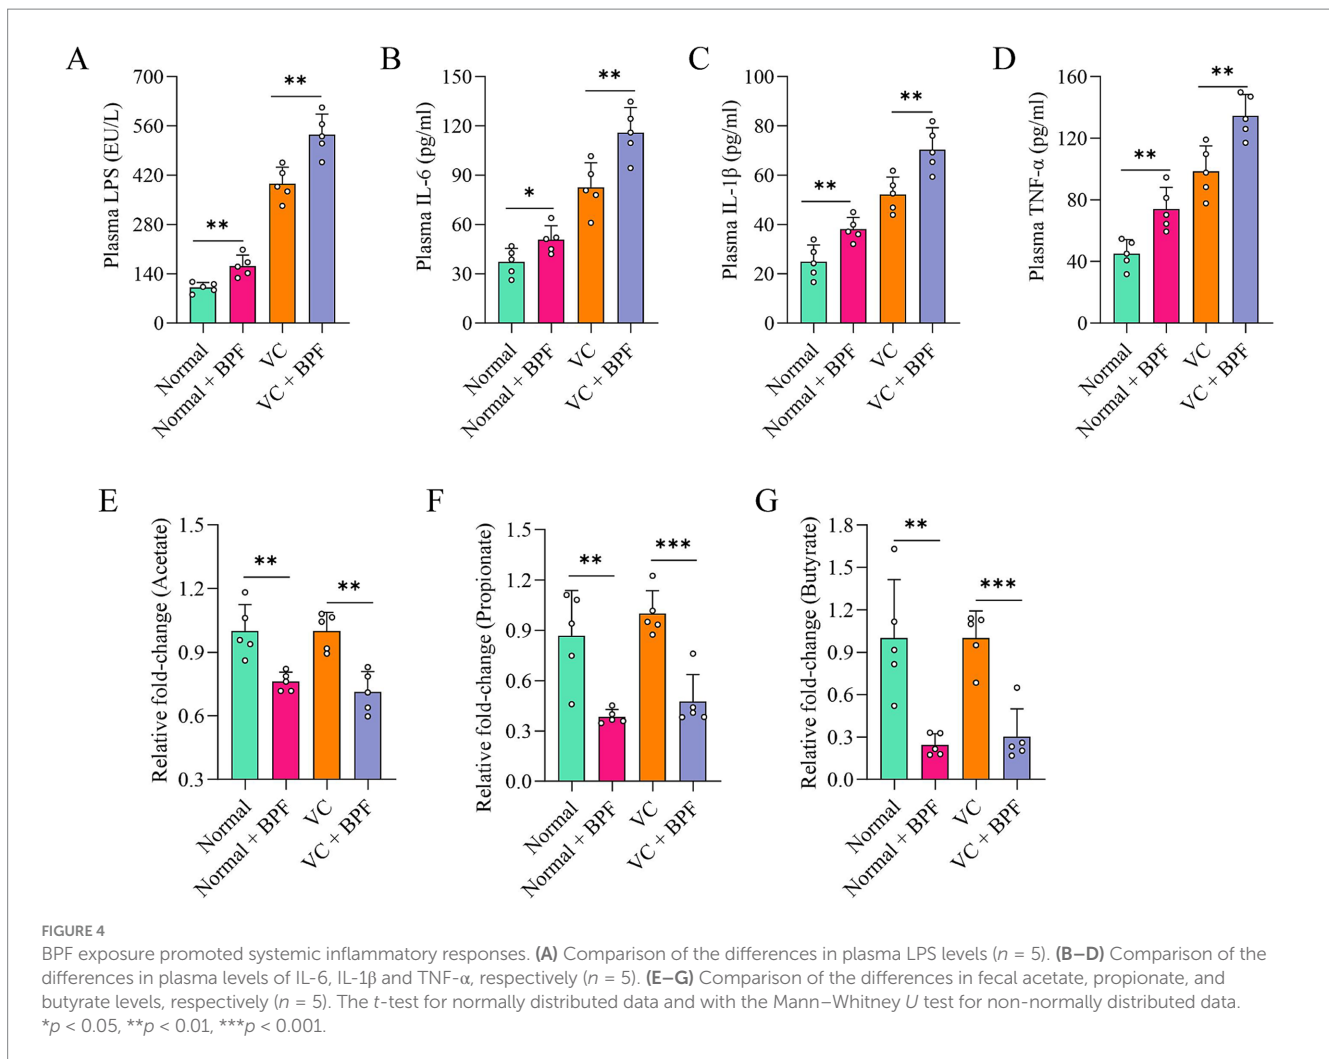 A
Plasma LPS (EU/L)
700
560
420
280
140
0
**
**
Normal
Normal + BPF
VC
VC + BPF
B
Plasma IL-6 (pg/ml)
150
120
90
60
30
0
*
**
Normal
Normal + BPF
VC
VC + BPF
C
Plasma IL-1β (pg/ml)
100
80
60
40
20
0
**
**
Normal
Normal + BPF
VC
VC + BPF
D
Plasma TNF-α (pg/ml)
160
120
80
40
0
**
**
Normal
Normal + BPF
VC
VC + BPF
E
Relative fold-change (Acetate)
1.5
1.2
0.9
0.6
0.3
**
**
Normal
Normal + BPF
VC
VC + BPF
F
Relative fold-change (Propionate)
1.5
1.2
0.9
0.6
0.3
0.0
**
***
Normal
Normal + BPF
VC
VC + BPF
G
Relative fold-change (Butyrate)
1.8
1.5
1.2
0.9
0.6
0.3
0.0
**
***
Normal
Normal + BPF
VC
VC + BPF
FIGURE 4
BPF exposure promoted systemic inflammatory responses. (A) Comparison of the differences in plasma LPS levels (n = 5). (B–D) Comparison of the
differences in plasma levels of IL-6, IL-1β and TNF-α, respectively (n = 5). (E–G) Comparison of the differences in fecal acetate, propionate, and
butyrate levels, respectively (n = 5). The t-test for normally distributed data and with the Mann–Whitney U test for non-normally distributed data.
*p < 0.05, **p < 0.01, ***p < 0.001.